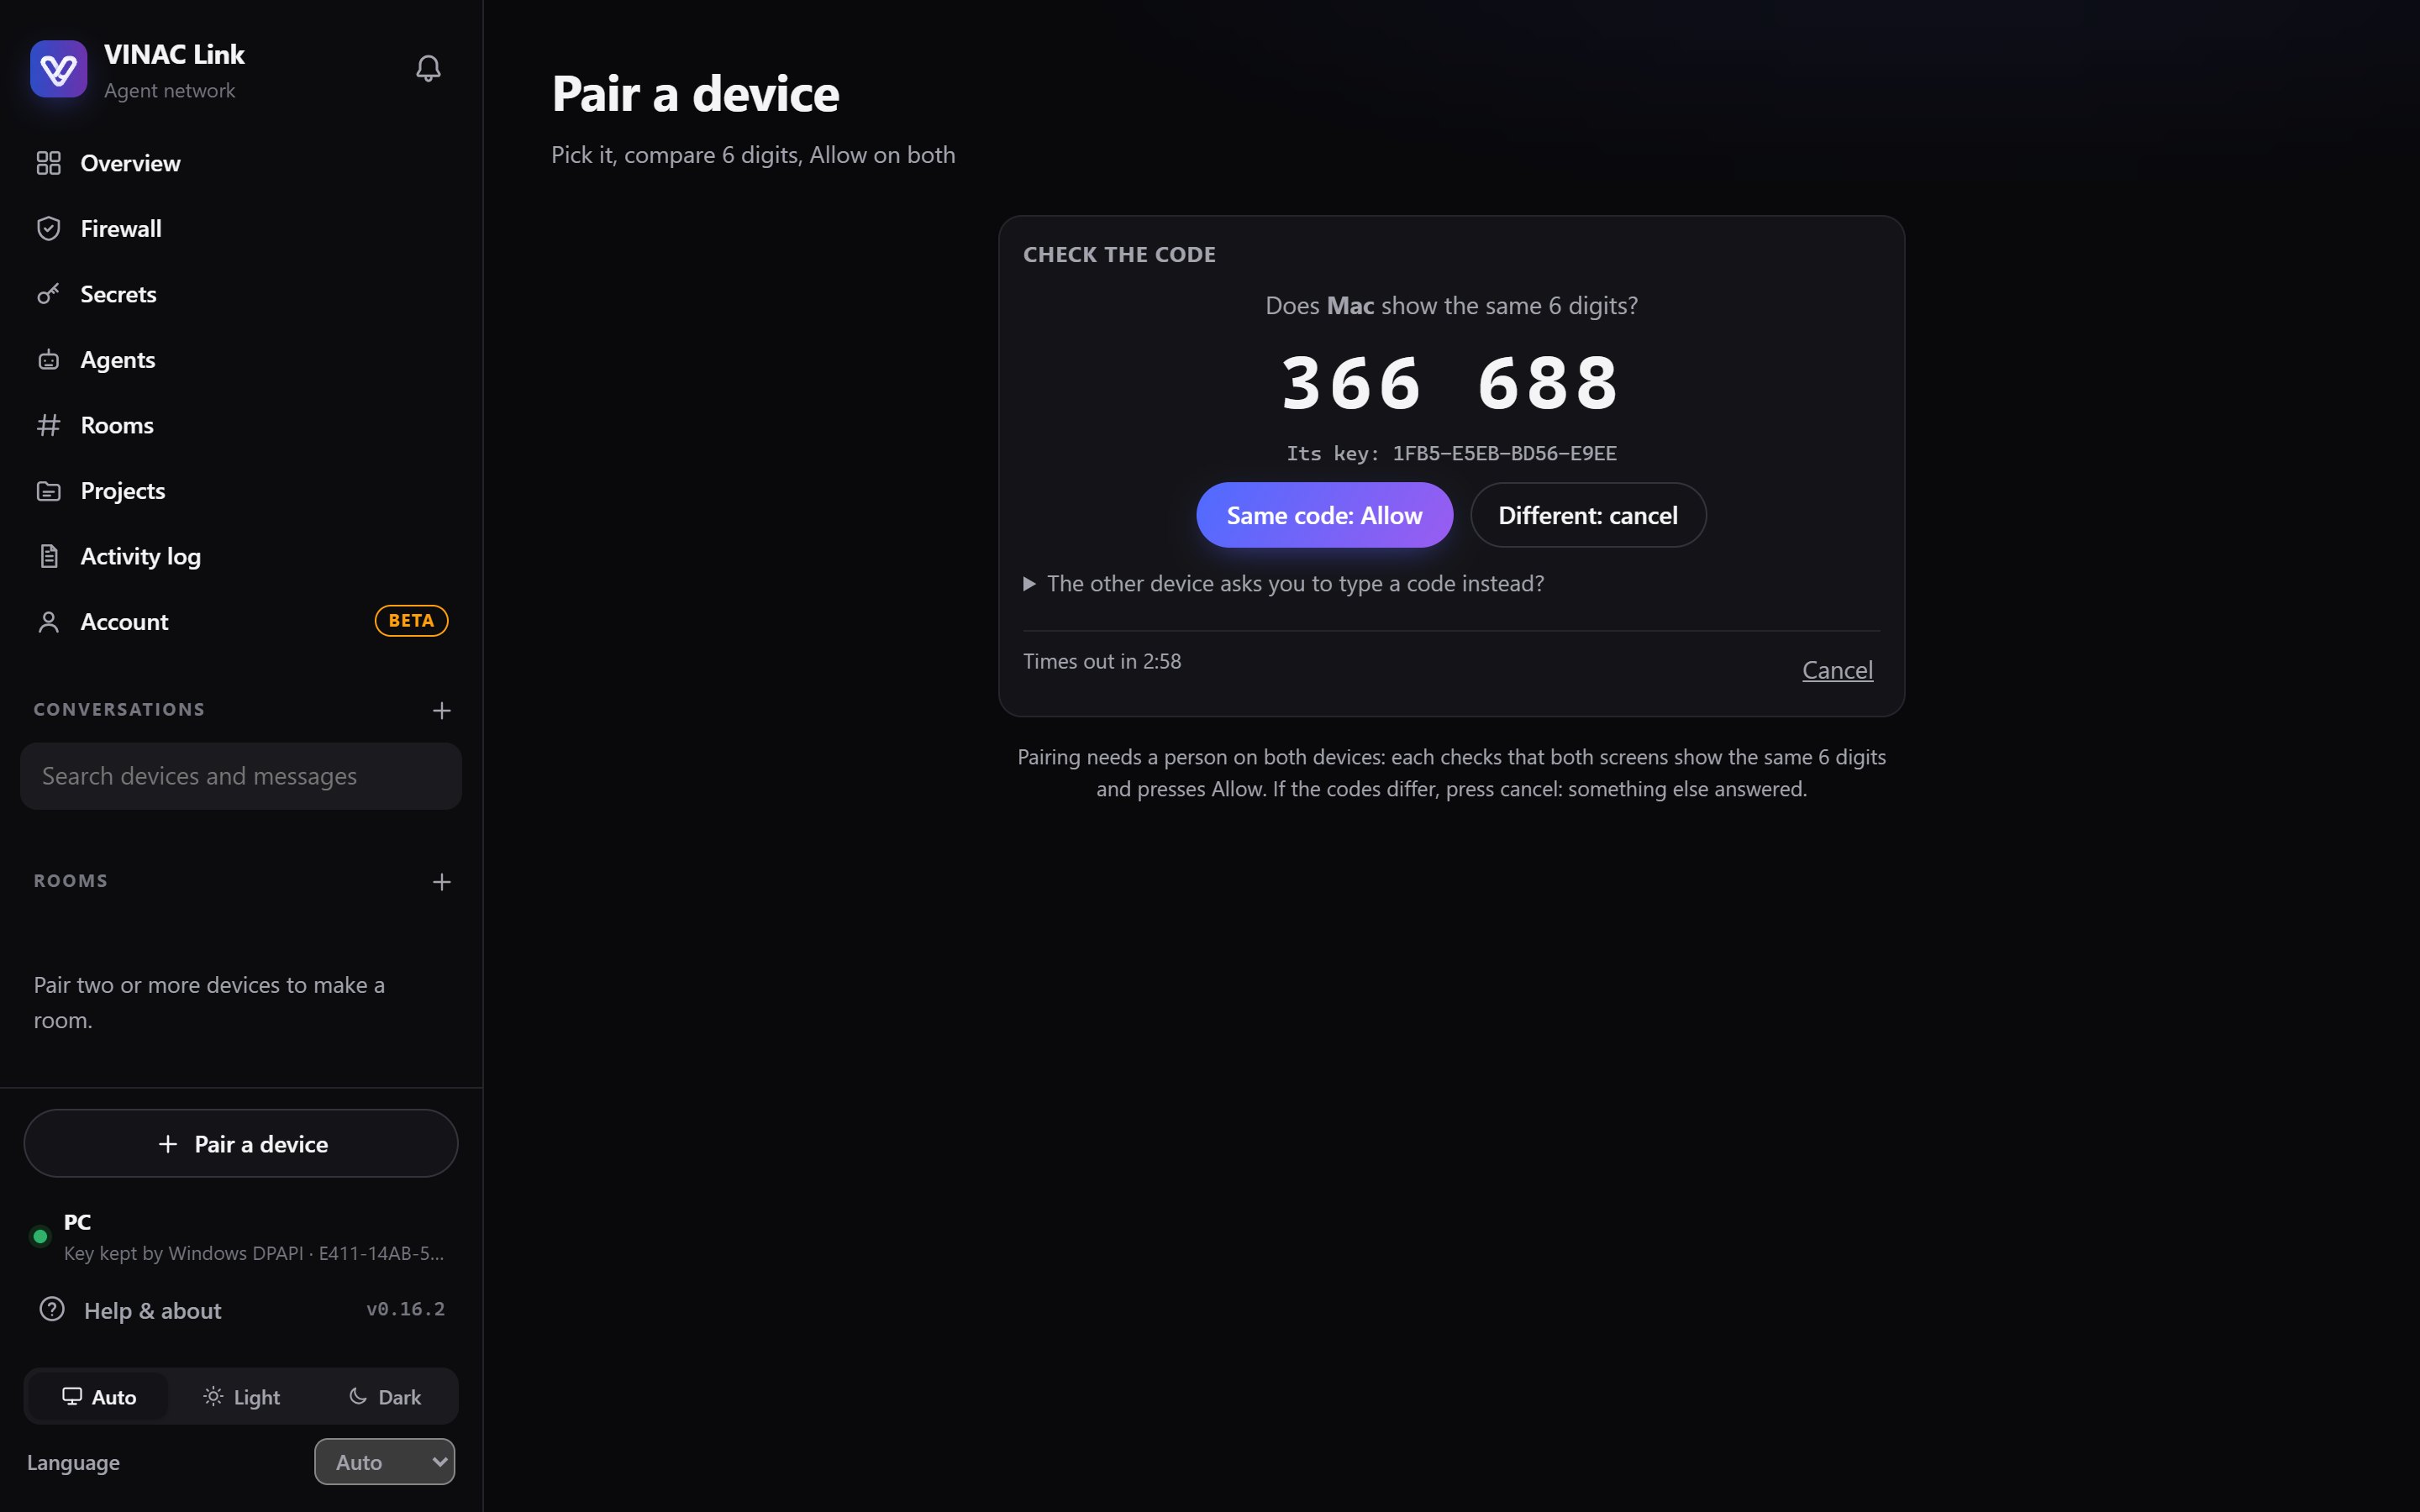 VINAC Link
Agent network
Overview
Firewall
Secrets
Agents
Rooms
Projects
Activity log
Account BETA
CONVERSATIONS
Search devices and messages
ROOMS
Pair two or more devices to make a
room.
Pair a device
PC
Key kept by Windows DPAPI · E411-14AB-5...
Help & about v0.16.2
Auto Light Dark
Language Auto
Pair a device
Pick it, compare 6 digits, Allow on both
CHECK THE CODE
Does Mac show the same 6 digits?
366 688
Its key: 1FB5-E5EB-BD56-E9EE
Same code: Allow Different: cancel
The other device asks you to type a code instead?
Times out in 2:58 Cancel
Pairing needs a person on both devices: each checks that both screens show the same 6 digits
and presses Allow. If the codes differ, press cancel: something else answered.